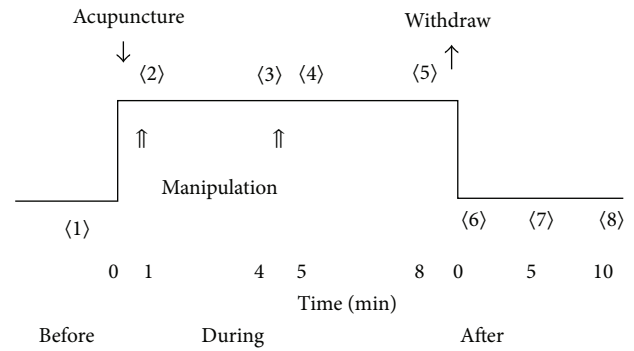 Acupuncture Withdraw
↓ ↑
⟨2⟩ ⟨3⟩ ⟨4⟩ ⟨5⟩
⇑ ⇑
Manipulation
⟨1⟩ ⟨6⟩ ⟨7⟩ ⟨8⟩
0 1 4 5 8 0 5 10
Time (min)
Before During After